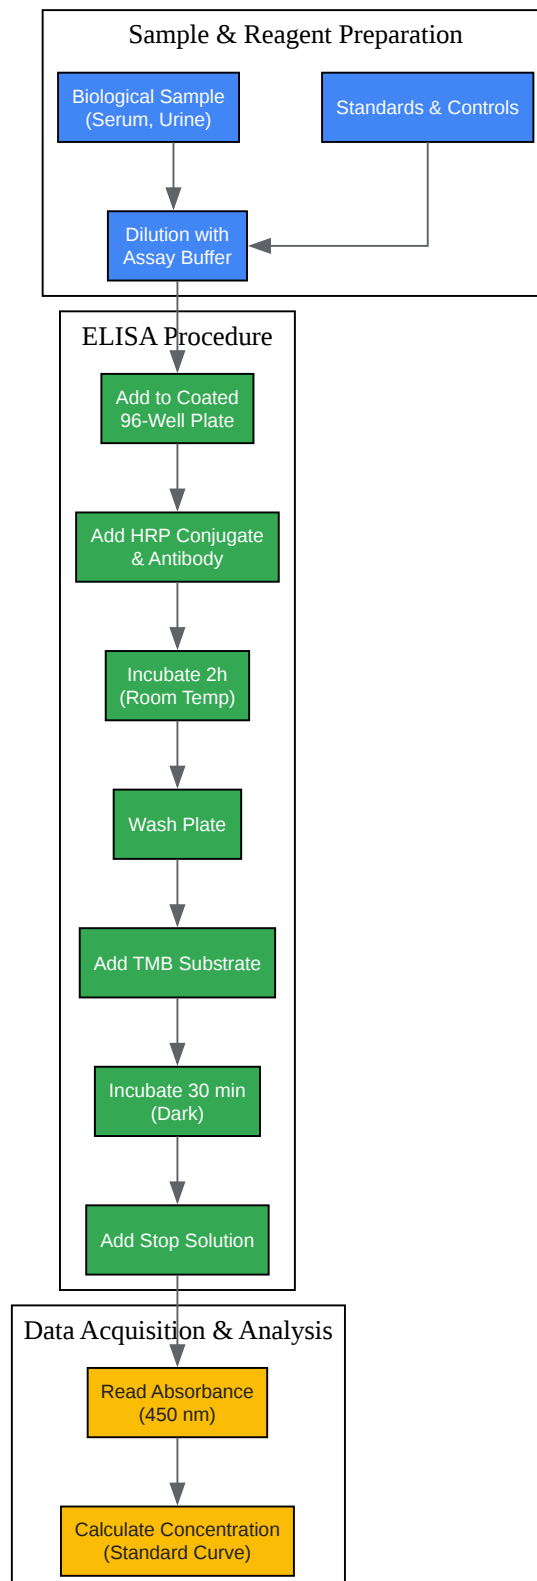 Sample & Reagent Preparation
Biological Sample
(Serum, Urine)
Standards & Controls
Dilution with
Assay Buffer
ELISA Procedure
Add to Coated
96-Well Plate
Add HRP Conjugate
& Antibody
Incubate 2h
(Room Temp)
Wash Plate
Add TMB Substrate
Incubate 30 min
(Dark)
Add Stop Solution
Data Acquisition & Analysis
Read Absorbance
(450 nm)
Calculate Concentration
(Standard Curve)